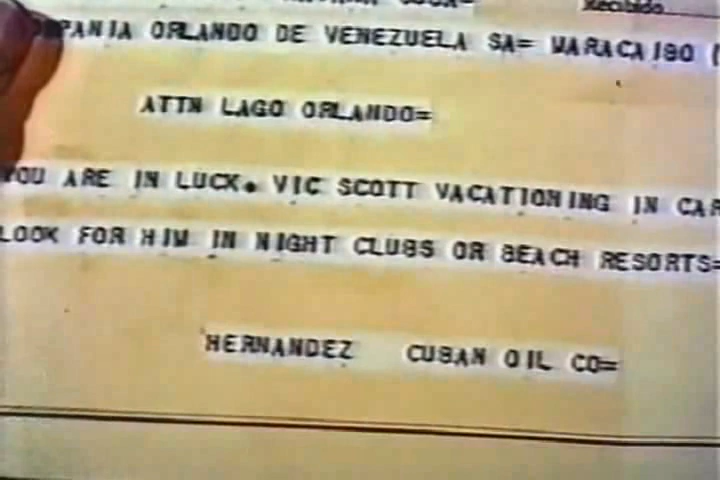 Recibido
PANIA ORLANDO DE VENEZUELA SA= MARACAIBO (
ATTN LAGO ORLANDO=
YOU ARE IN LUCK. VIC SCOTT VACATIONING IN CAR
LOOK FOR HIM IN NIGHT CLUBS OR BEACH RESORTS=
HERNANDEZ CUBAN OIL CO=